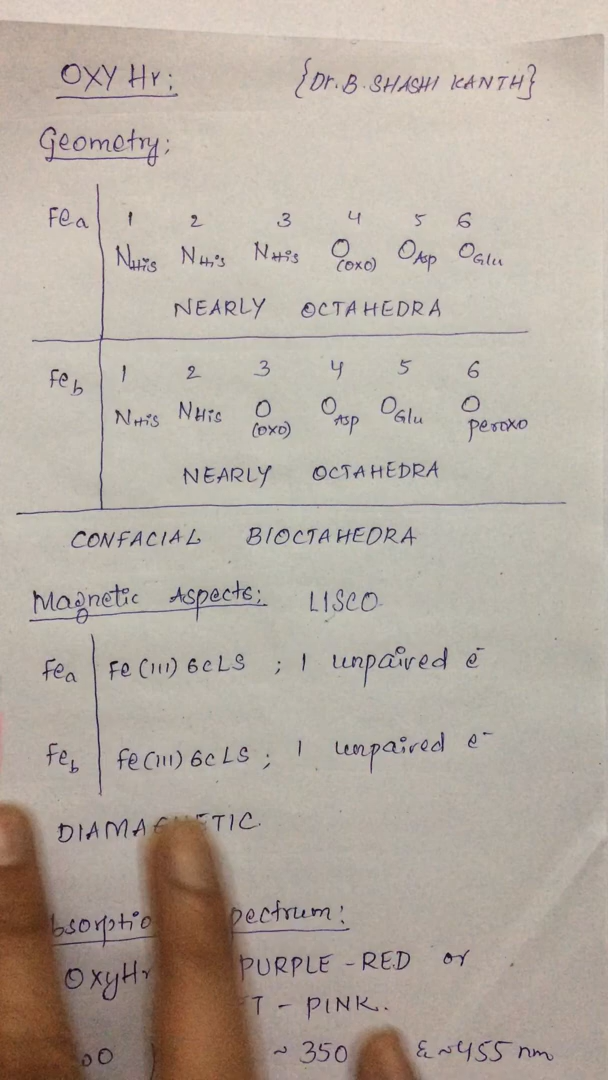 OXY Hr: {Dr. B. SHASHI KANTH}
Geometry:
Fea 1 2 3 4 5 6
NHis NHis NHis O(oxo) OAsp OGlu
NEARLY OCTAHEDRA
Feb 1 2 3 4 5 6
NHis NHis O(oxo) OAsp OGlu O peroxo
NEARLY OCTAHEDRA
CONFACIAL BIOCTAHEDRA
Magnetic Aspects: LISCO.
Fea Fe(III) 6c LS ; 1 unpaired e-
Feb Fe(III) 6c LS ; 1 unpaired e-
PURPLE-RED or
PINK.
~350 & ~455 nm